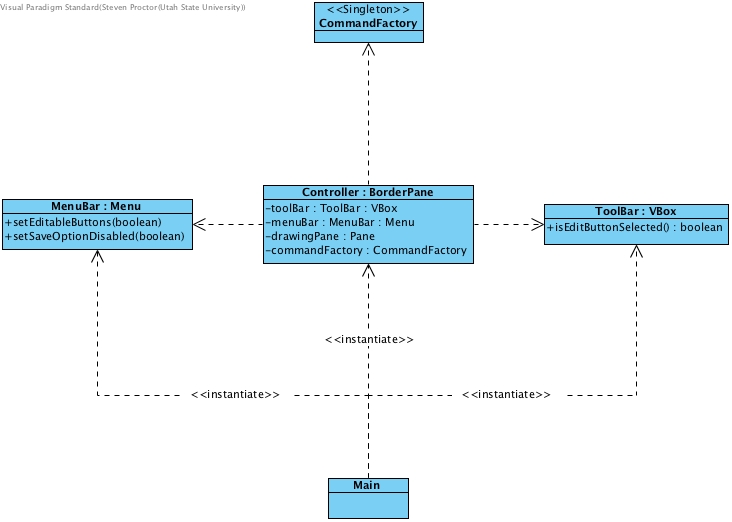 Visual Paradigm Standard(Steven Proctor(Utah State University))
<<Singleton>>
CommandFactory
Controller : BorderPane
-toolBar : ToolBar : VBox
-menuBar : MenuBar : Menu
-drawingPane : Pane
-commandFactory : CommandFactory
MenuBar : Menu
+setEditableButtons(boolean)
+setSaveOptionDisabled(boolean)
ToolBar : VBox
+isEditButtonSelected() : boolean
<<instantiate>>
<<instantiate>>
<<instantiate>>
Main